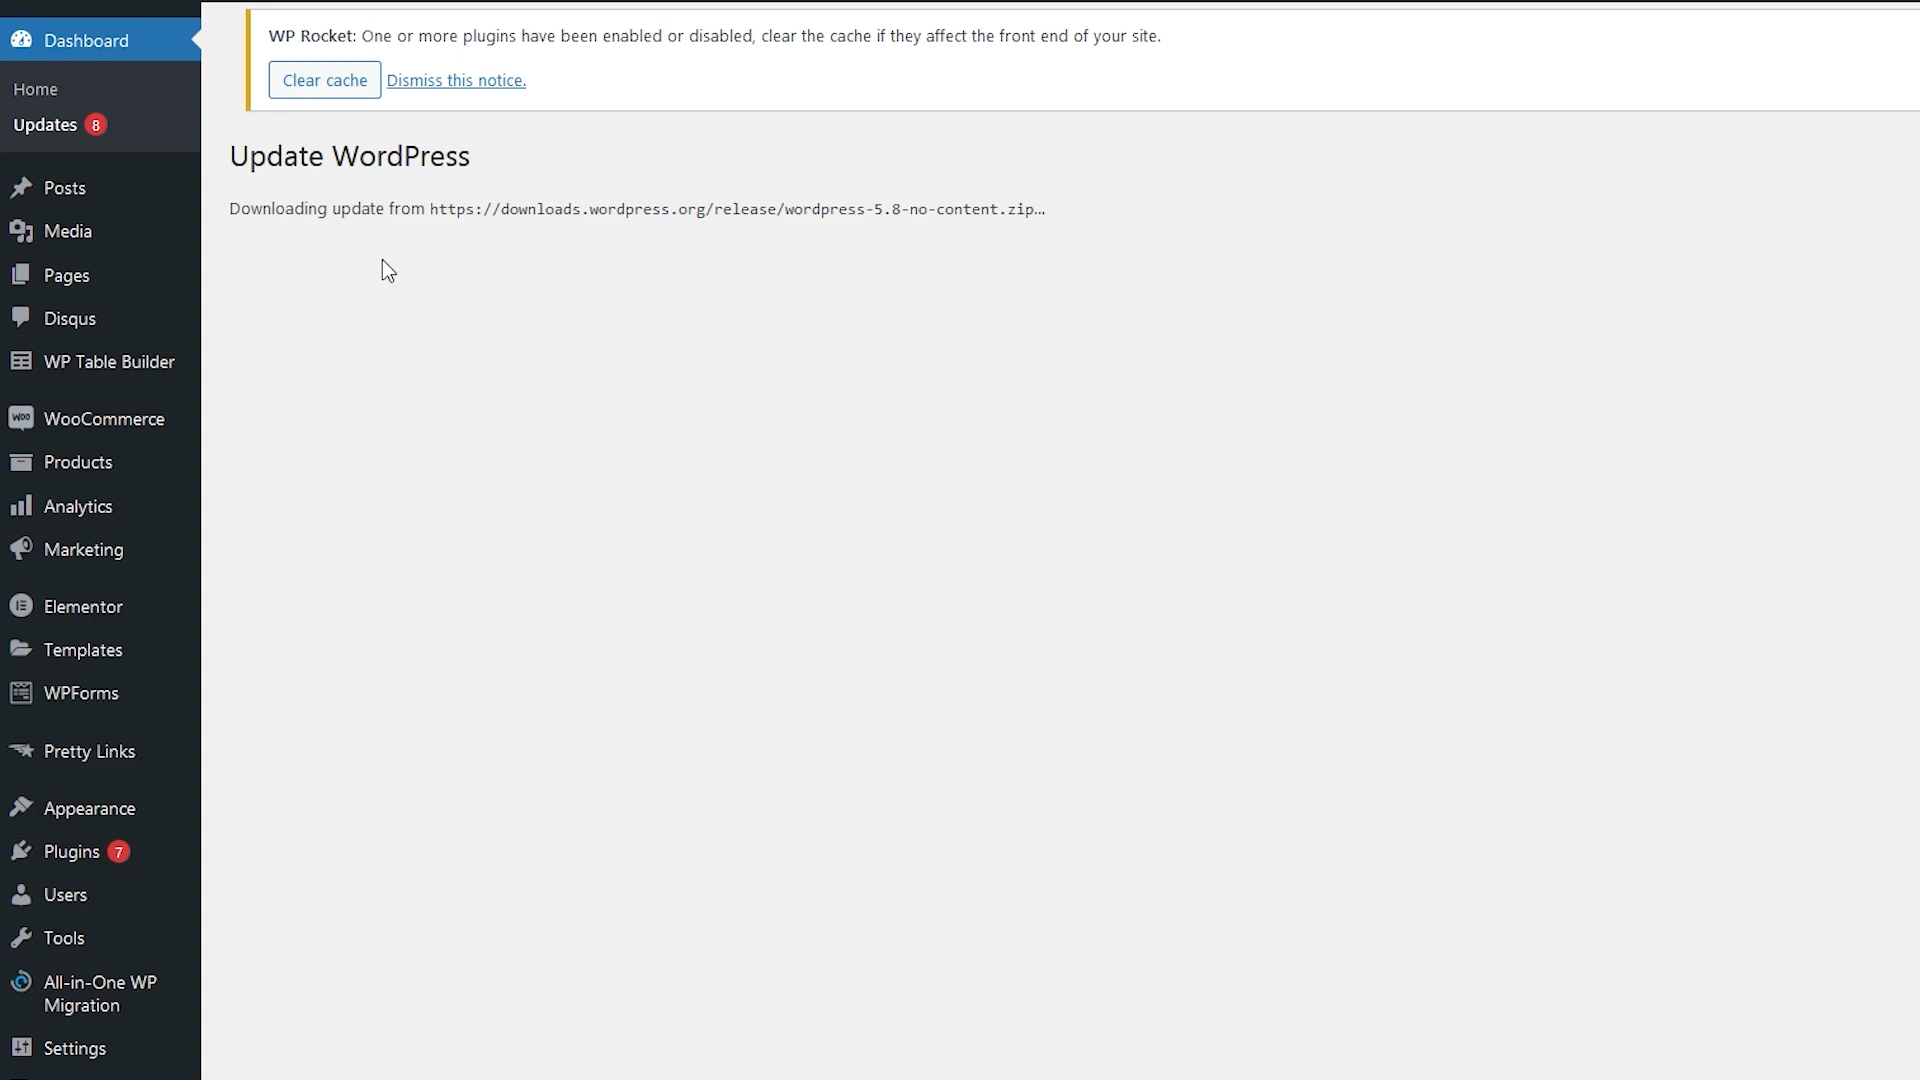 Dashboard
Home
Updates 8
Posts
Media
Pages
Disqus
WP Table Builder
WOO WooCommerce
Products
Analytics
Marketing
Elementor
Templates
WPForms
Pretty Links
Appearance
Plugins 7
Users
Tools
All-in-One WP
Migration
Settings
WP Rocket: One or more plugins have been enabled or disabled, clear the cache if they affect the front end of your site.
Clear cache Dismiss this notice.
Update WordPress
Downloading update from https://downloads.wordpress.org/release/wordpress-5.8-no-content.zip…